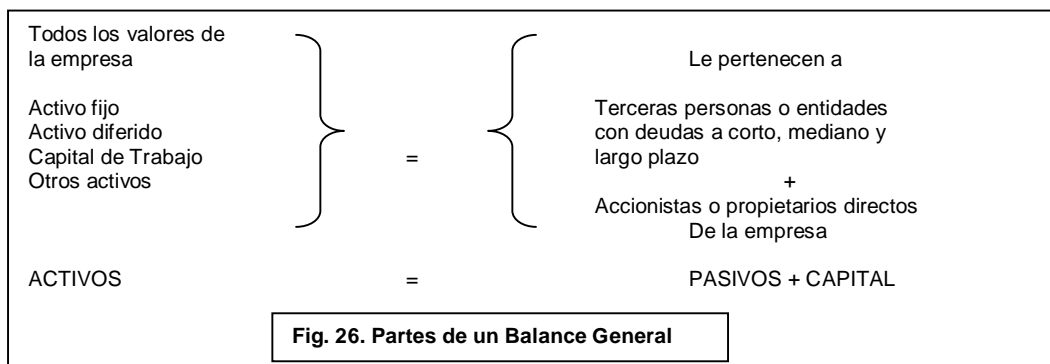 Todos los valores de
la empresa
Activo fijo
Activo diferido
Capital de Trabajo
Otros activos
=
Le pertenecen a
Terceras personas o entidades
con deudas a corto, mediano y
largo plazo
+
Accionistas o propietarios directos
De la empresa
ACTIVOS = PASIVOS + CAPITAL
Fig. 26. Partes de un Balance General